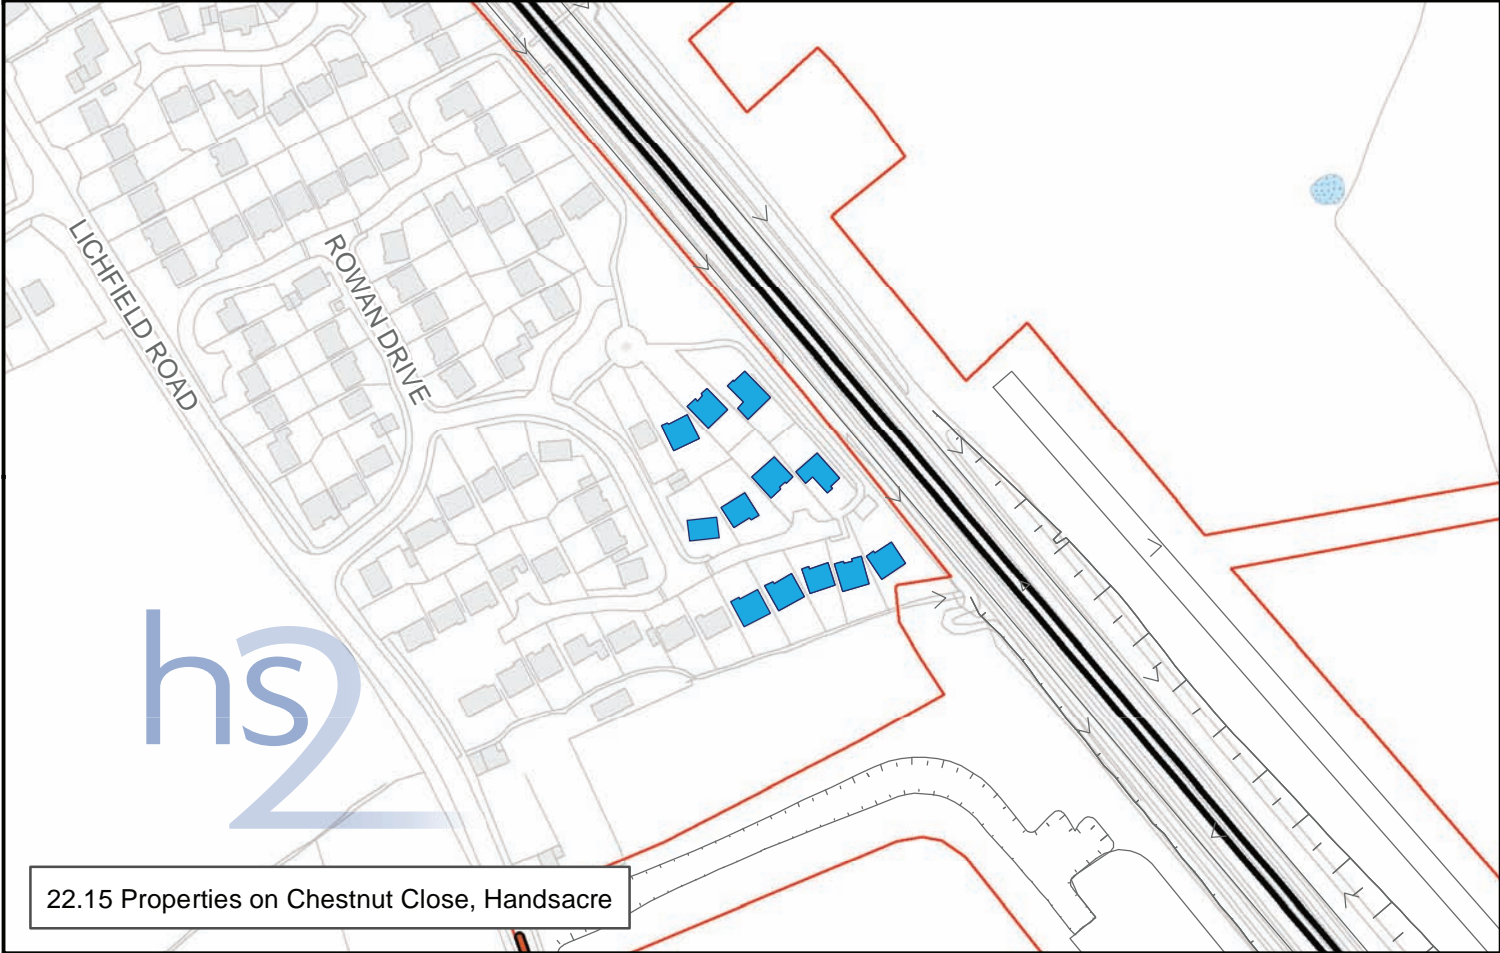 LICHFIELD ROAD
ROWAN DRIVE
hs2
22.15 Properties on Chestnut Close, Handsacre